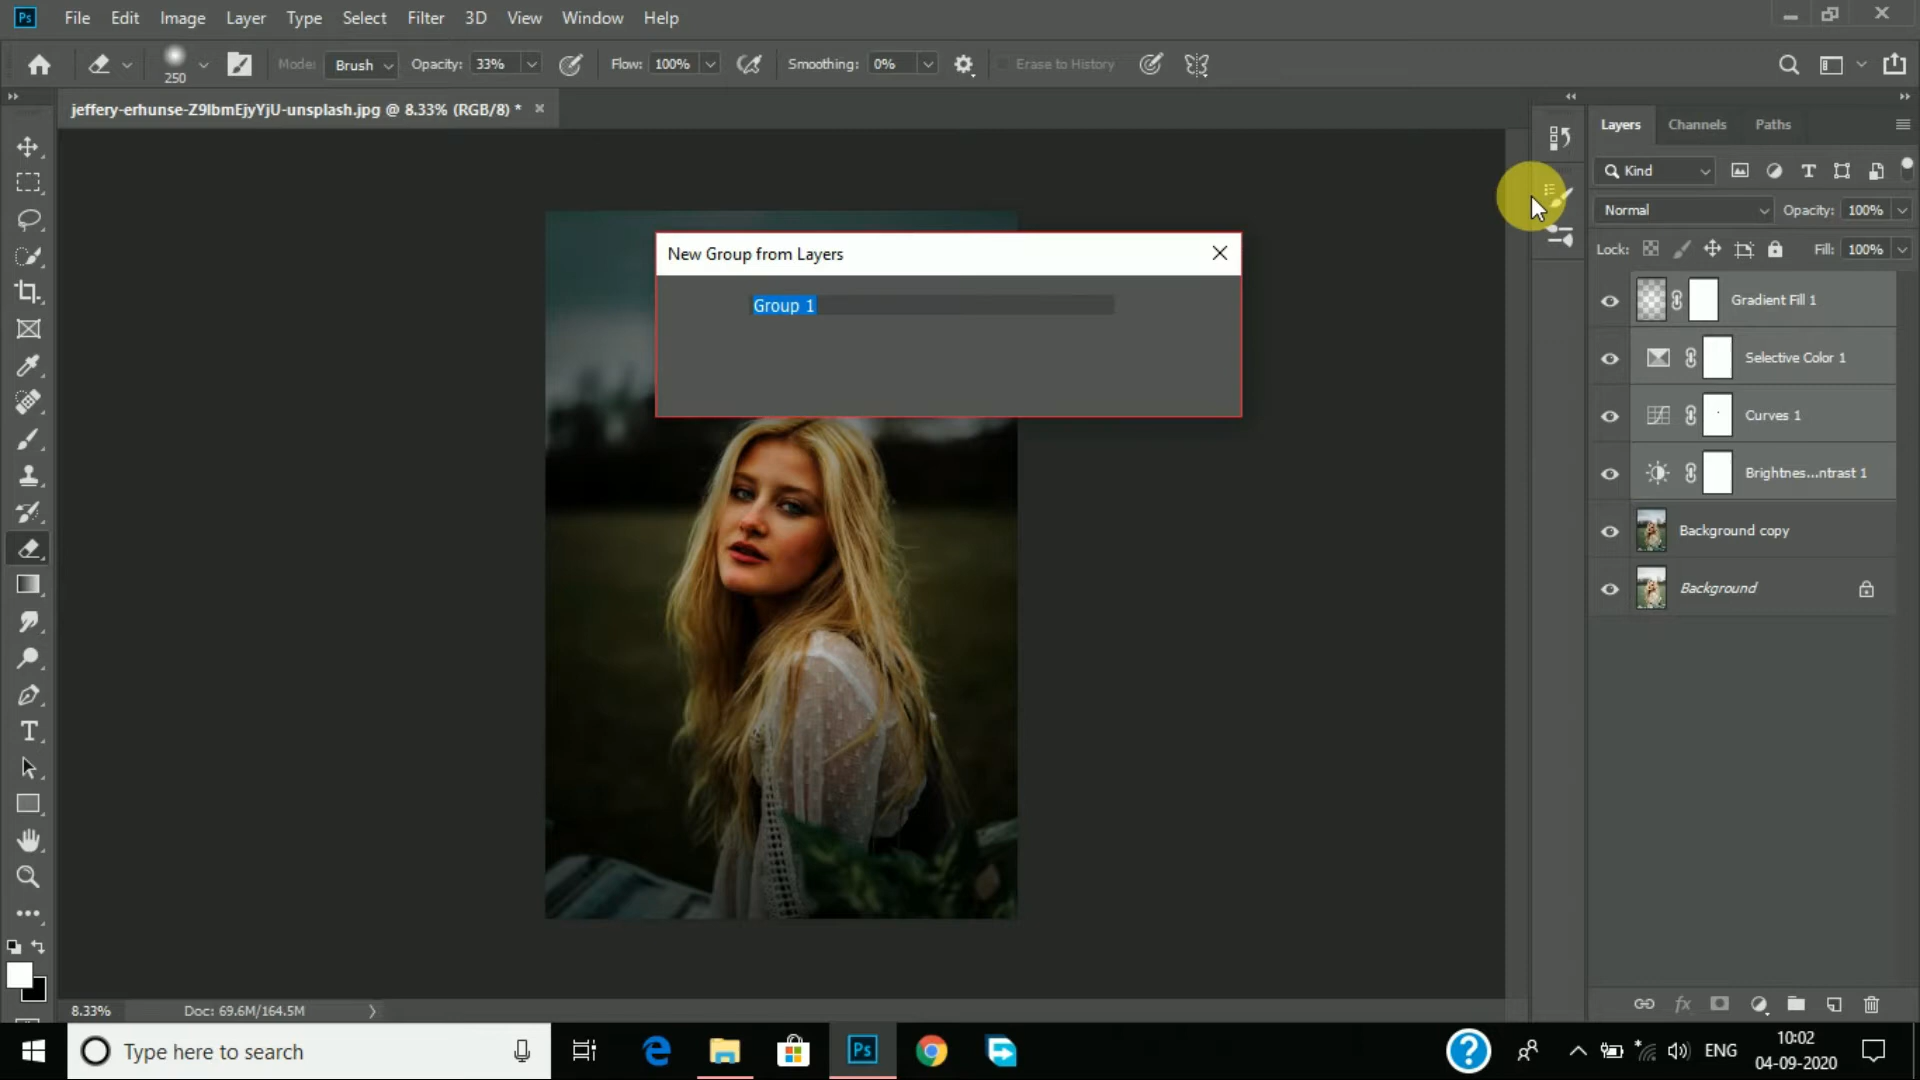 Ps File Edit Image Layer Type Select Filter 3D View Window Help
250 Mode: Brush Opacity: 33% Flow: 100% Smoothing: 0% Erase to History
jeffery-erhunse-Z9lbmEjyYjU-unsplash.jpg @ 8.33% (RGB/8) *
Layers Channels Paths
Kind
Normal Opacity: 100%
Lock: Fill: 100%
New Group from Layers
Group 1
Gradient Fill 1
Selective Color 1
Curves 1
Brightnes...ntrast 1
Background copy
Background
8.33% Doc: 69.6M/164.5M
fx
Type here to search
Ps
ENG
10:02
04-09-2020